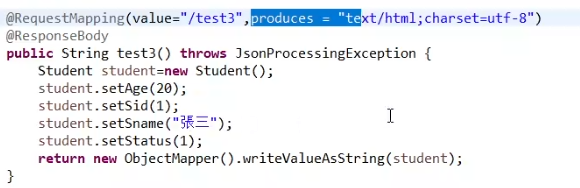 @RequestMapping(value="/test3",produces = "text/html;charset=utf-8")
@ResponseBody
public String test3() throws JsonProcessingException {
Student student=new Student();
student.setAge(20);
student.setSid(1);
student.setSname("張三");
student.setStatus(1);
return new ObjectMapper().writeValueAsString(student);
}